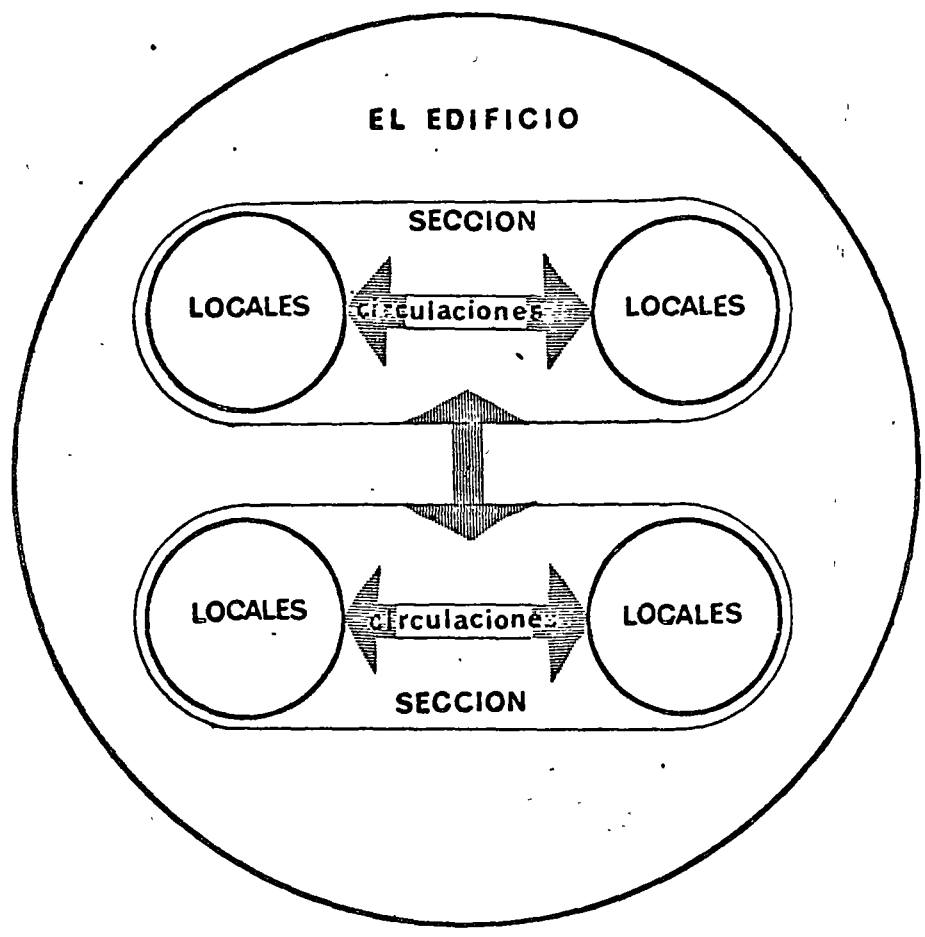 EL EDIFICIO
SECCION
LOCALES
circulaciones
LOCALES
LOCALES
circulaciones
LOCALES
SECCION